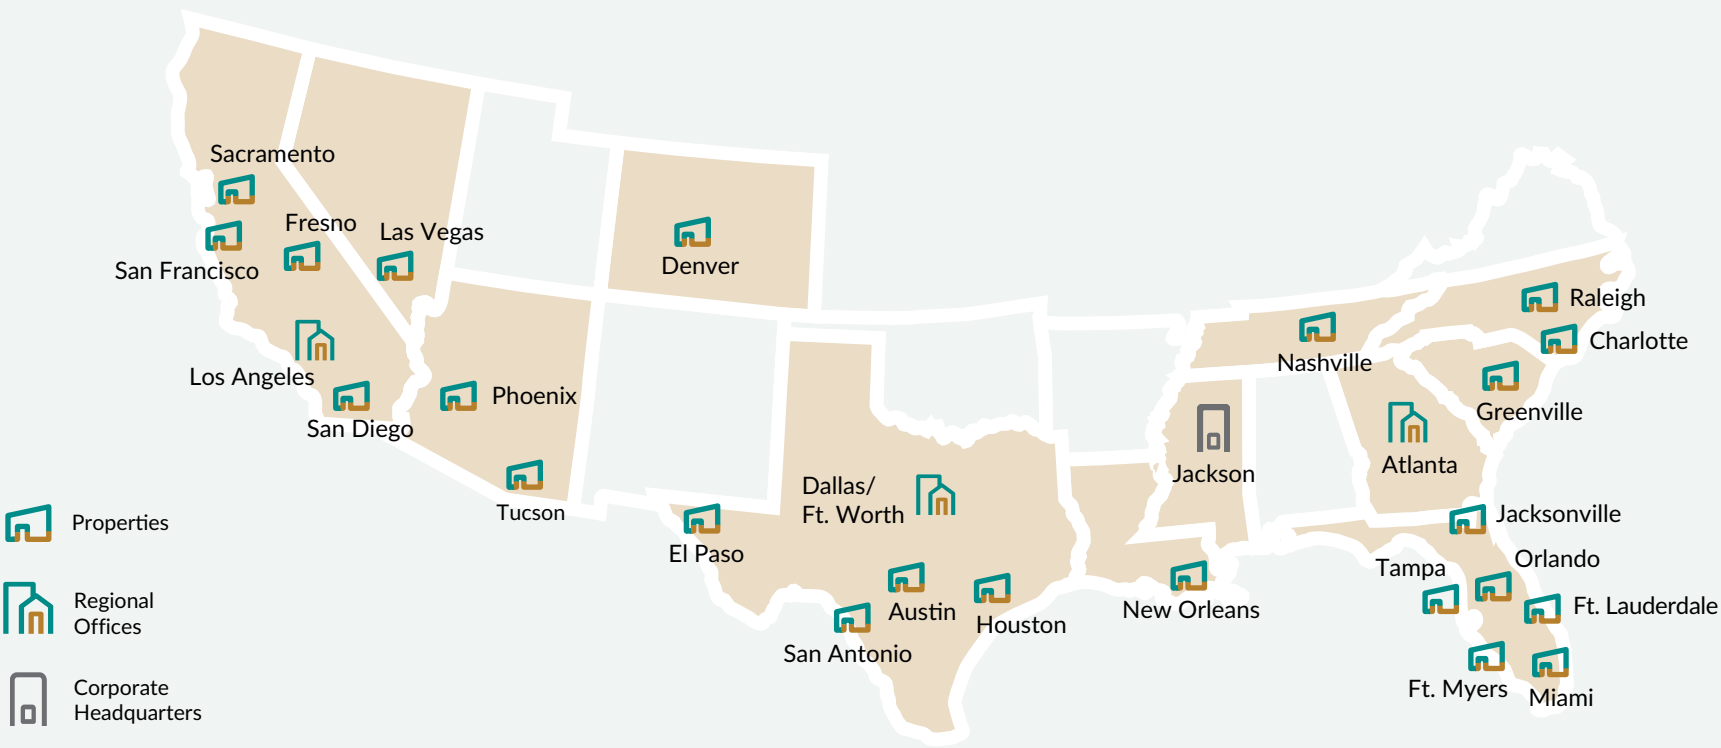 Sacramento
Fresno
Las Vegas
San Francisco
Denver
Los Angeles
San Diego
Phoenix
Tucson
Dallas/
Ft. Worth
El Paso
Austin
Houston
San Antonio
New Orleans
Nashville
Raleigh
Charlotte
Greenville
Jackson
Atlanta
Jacksonville
Orlando
Tampa
Ft. Lauderdale
Ft. Myers
Miami
Properties
Regional
Offices
Corporate
Headquarters